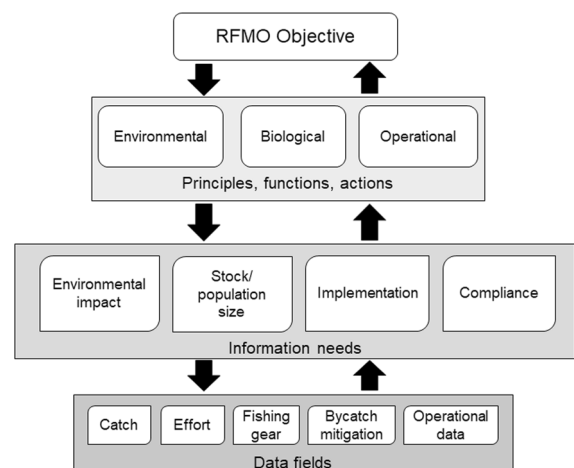 RFMO Objective
Environmental
Biological
Operational
Principles, functions, actions
Environmental
impact
Stock/
population
size
Implementation
Compliance
Information needs
Catch
Effort
Fishing
gear
Bycatch
mitigation
Operational
data
Data fields